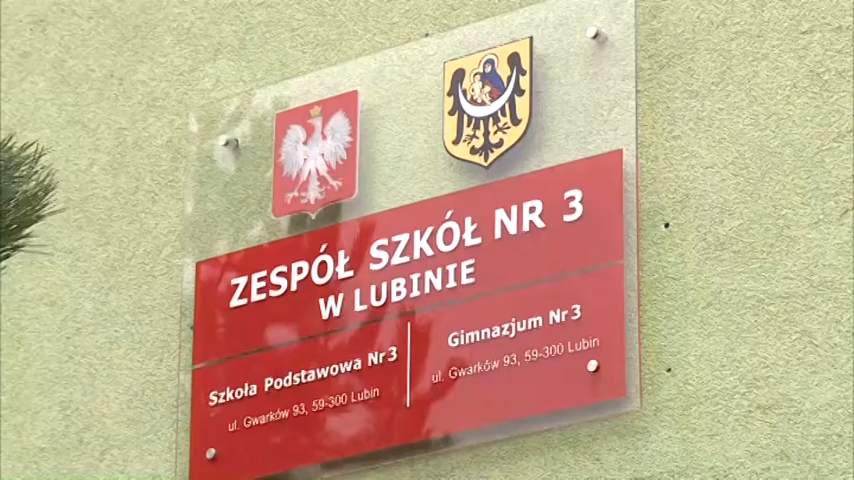 ZESPÓŁ SZKÓŁ NR 3
W LUBINIE
Szkoła Podstawowa Nr 3
ul. Gwarków 93, 59-300 Lubin
Gimnazjum Nr 3
ul. Gwarków 93, 59-300 Lubin